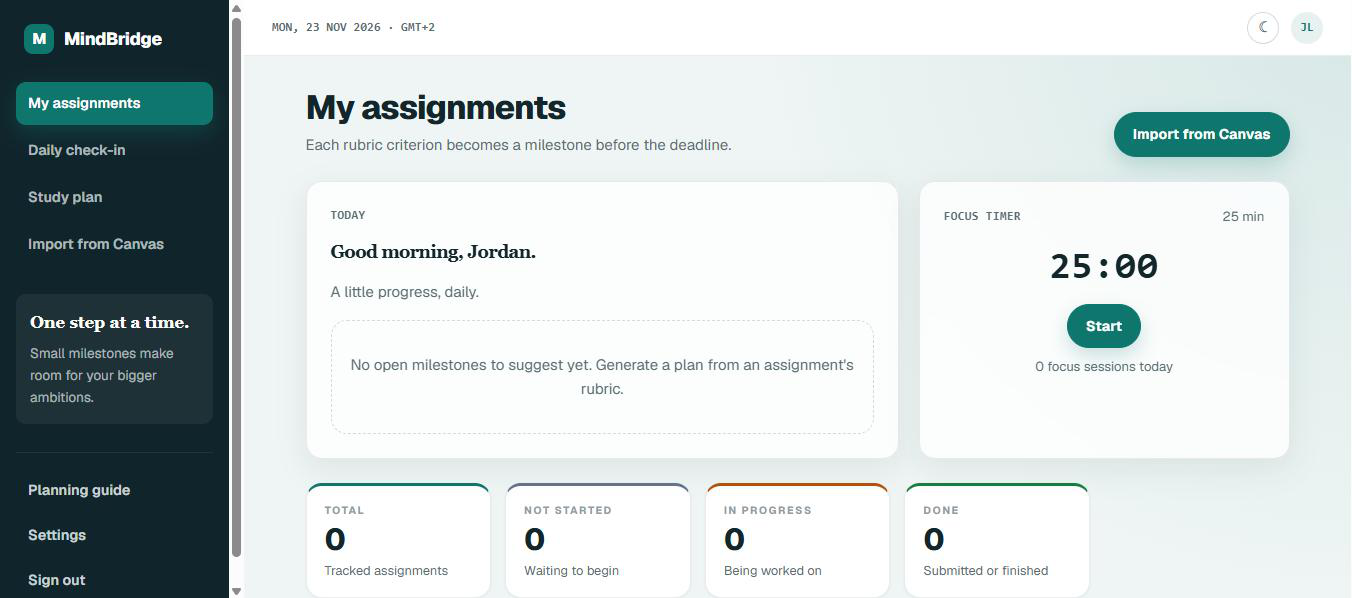 M MindBridge
My assignments
Daily check-in
Study plan
Import from Canvas
One step at a time.
Small milestones make
room for your bigger
ambitions.
Planning guide
Settings
Sign out
MON, 23 NOV 2026 · GMT+2
JL
My assignments
Each rubric criterion becomes a milestone before the deadline.
Import from Canvas
TODAY
Good morning, Jordan.
A little progress, daily.
No open milestones to suggest yet. Generate a plan from an assignment's
rubric.
FOCUS TIMER
25 min
25:00
Start
0 focus sessions today
TOTAL
0
Tracked assignments
NOT STARTED
0
Waiting to begin
IN PROGRESS
0
Being worked on
DONE
0
Submitted or finished